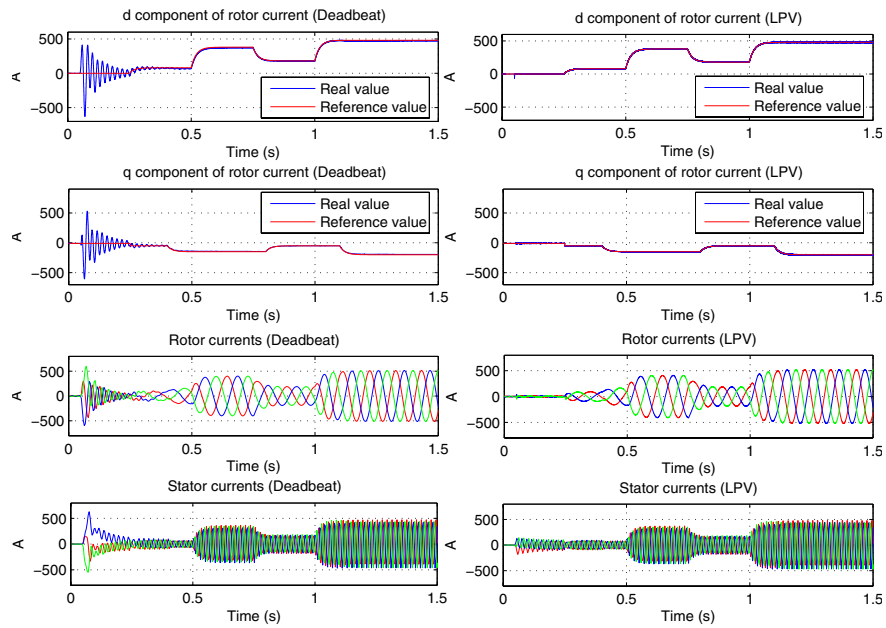 d component of rotor current (Deadbeat)
500
0
−500
A
Real value
Reference value
0 0.5 1 1.5
Time (s)
d component of rotor current (LPV)
500
0
−500
A
Real value
Reference value
0 0.5 1 1.5
Time (s)
q component of rotor current (Deadbeat)
500
0
−500
A
Real value
Reference value
0 0.5 1 1.5
Time (s)
q component of rotor current (LPV)
500
0
−500
A
Real value
Reference value
0 0.5 1 1.5
Time (s)
Rotor currents (Deadbeat)
500
0
−500
A
0 0.5 1 1.5
Time (s)
Rotor currents (LPV)
500
0
−500
A
0 0.5 1 1.5
Time (s)
Stator currents (Deadbeat)
500
0
−500
A
0 0.5 1 1.5
Time (s)
Stator currents (LPV)
500
0
−500
A
0 0.5 1 1.5
Time (s)